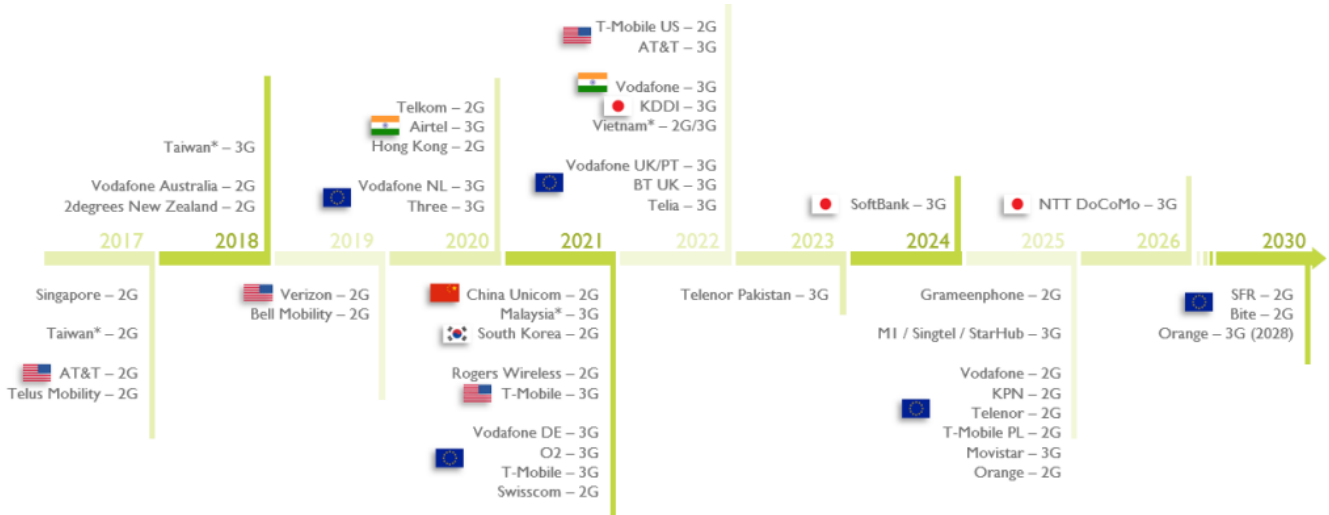 T-Mobile US – 2G
AT&T – 3G
Vodafone – 3G
KDDI – 3G
Vietnam* – 2G/3G
Vodafone UK/PT – 3G
BT UK – 3G
Telia – 3G
Telkom – 2G
Airtel – 3G
Hong Kong – 2G
Vodafone NL – 3G
Three – 3G
Taiwan* – 3G
Vodafone Australia – 2G
2degrees New Zealand – 2G
SoftBank – 3G
NTT DoCoMo – 3G
2017 2018 2019 2020 2021 2022 2023 2024 2025 2026 2030
Singapore – 2G
Taiwan* – 2G
AT&T – 2G
Telus Mobility – 2G
Verizon – 2G
Bell Mobility – 2G
China Unicom – 2G
Malaysia* – 3G
South Korea – 2G
Rogers Wireless – 2G
T-Mobile – 3G
Vodafone DE – 3G
O2 – 3G
T-Mobile – 3G
Swisscom – 2G
Telenor Pakistan – 3G
Grameenphone – 2G
M1 / Singtel / StarHub – 3G
Vodafone – 2G
KPN – 2G
Telenor – 2G
T-Mobile PL – 2G
Movistar – 3G
Orange – 2G
SFR – 2G
Bite – 2G
Orange – 3G (2028)